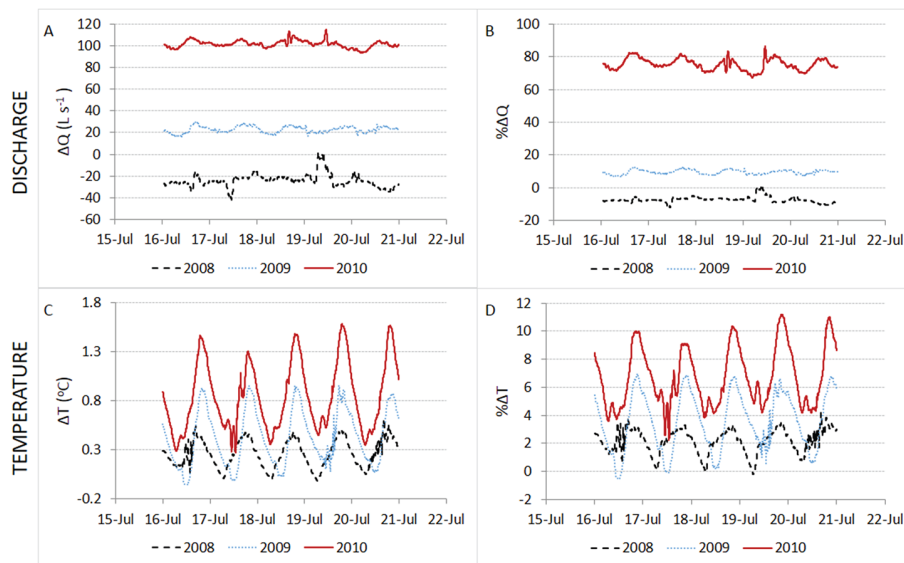 DISCHARGE
A
ΔQ (L s⁻¹)
120
100
80
60
40
20
0
-20
-40
-60
15-Jul 16-Jul 17-Jul 18-Jul 19-Jul 20-Jul 21-Jul 22-Jul
2008 2009 2010
B
%ΔQ
100
80
60
40
20
0
-20
15-Jul 16-Jul 17-Jul 18-Jul 19-Jul 20-Jul 21-Jul 22-Jul
2008 2009 2010
TEMPERATURE
C
ΔT (ºC)
1.8
1.3
0.8
0.3
-0.2
15-Jul 16-Jul 17-Jul 18-Jul 19-Jul 20-Jul 21-Jul 22-Jul
2008 2009 2010
D
%ΔT
12
10
8
6
4
2
0
-2
15-Jul 16-Jul 17-Jul 18-Jul 19-Jul 20-Jul 21-Jul 22-Jul
2008 2009 2010